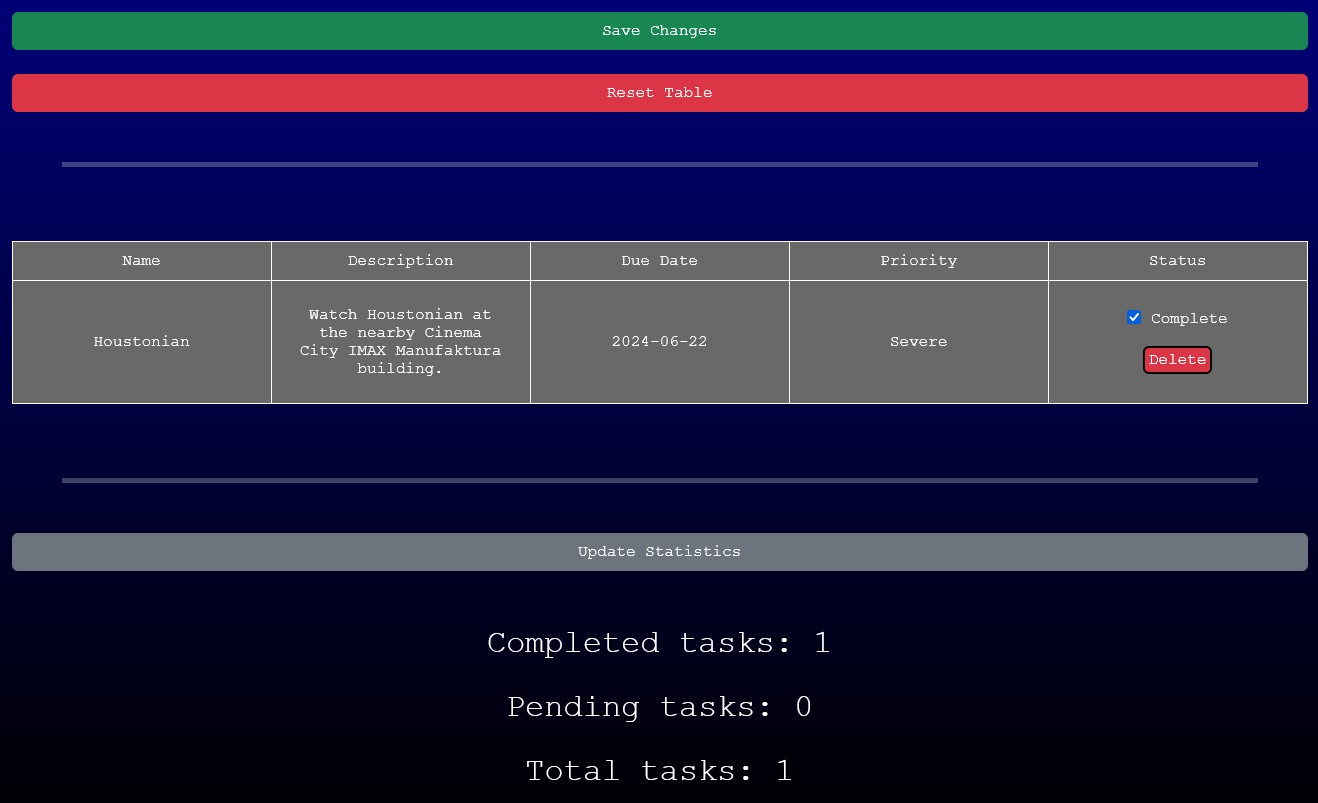 Save Changes
Reset Table
Name Description Due Date Priority Status
Houstonian
Watch Houstonian at
the nearby Cinema
City IMAX Manufaktura
building.
2024-06-22
Severe
Complete
Delete
Update Statistics
Completed tasks: 1
Pending tasks: 0
Total tasks: 1